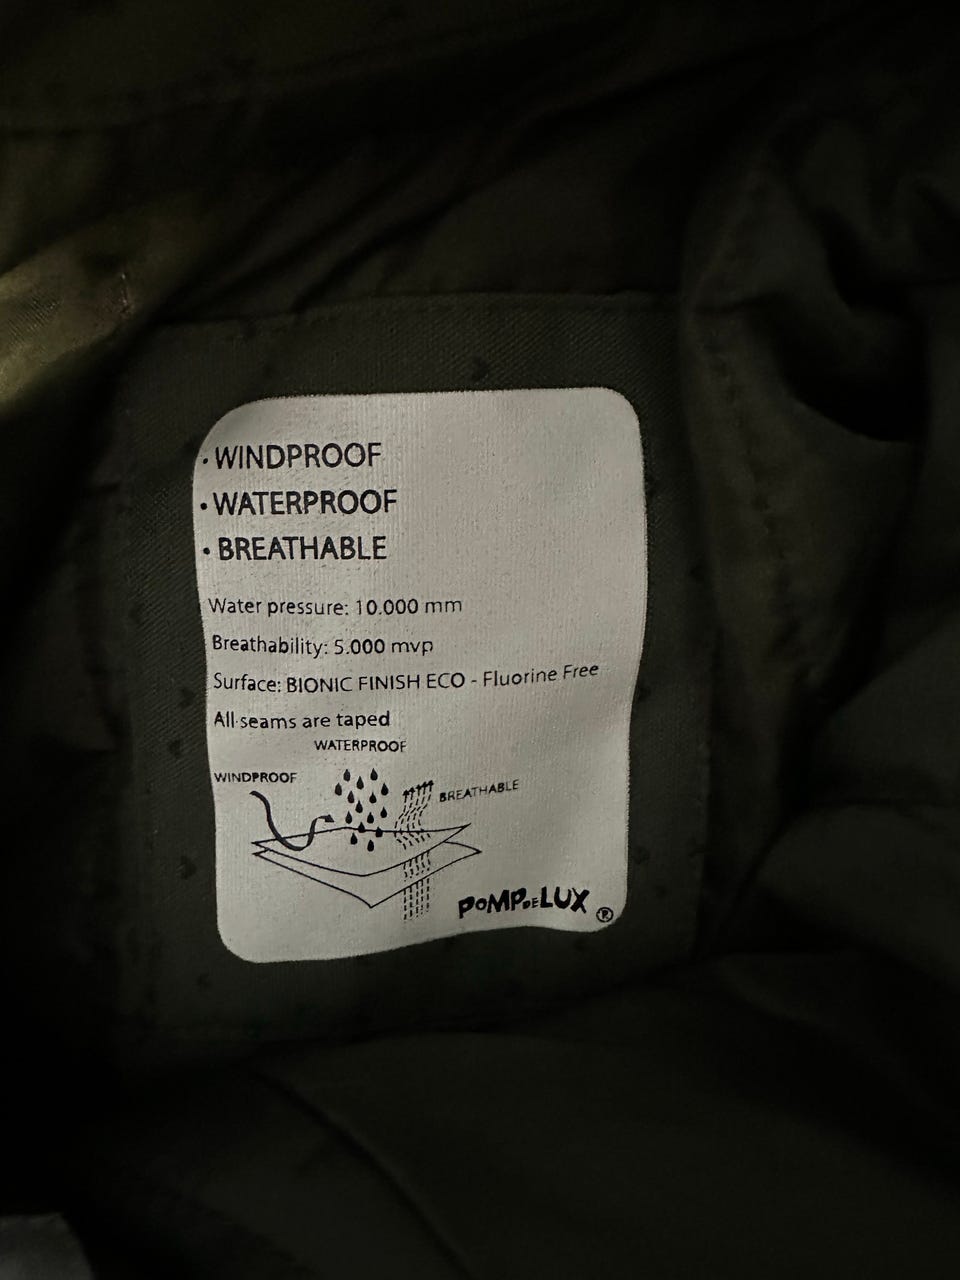 · WINDPROOF
· WATERPROOF
· BREATHABLE
Water pressure: 10.000 mm
Breathability: 5.000 mvp
Surface: BIONIC FINISH ECO - Fluorine Free
All seams are taped
WATERPROOF
WINDPROOF
BREATHABLE
POMPDELUX ®